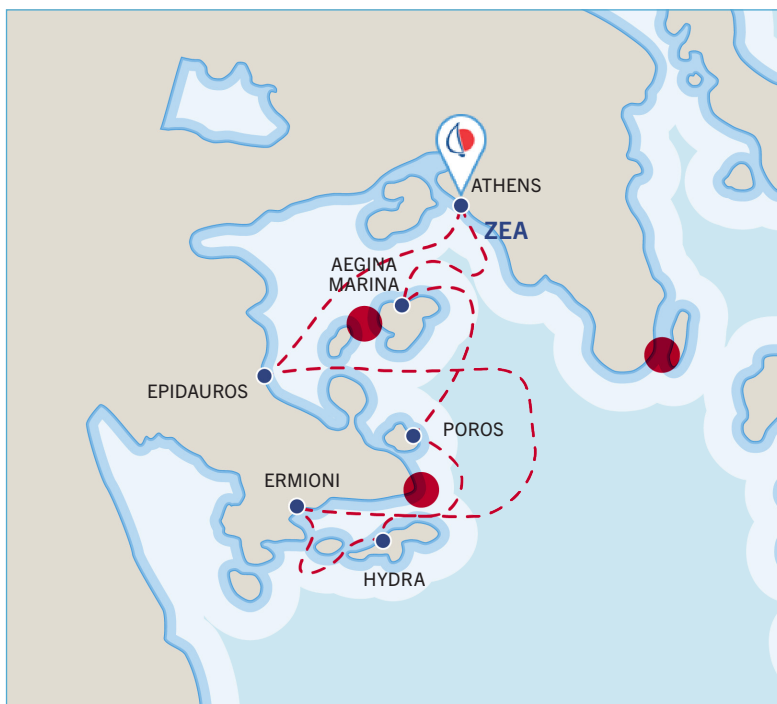 ATHENS
ZEA
AEGINA
MARINA
EPIDAUROS
POROS
ERMIONI
HYDRA